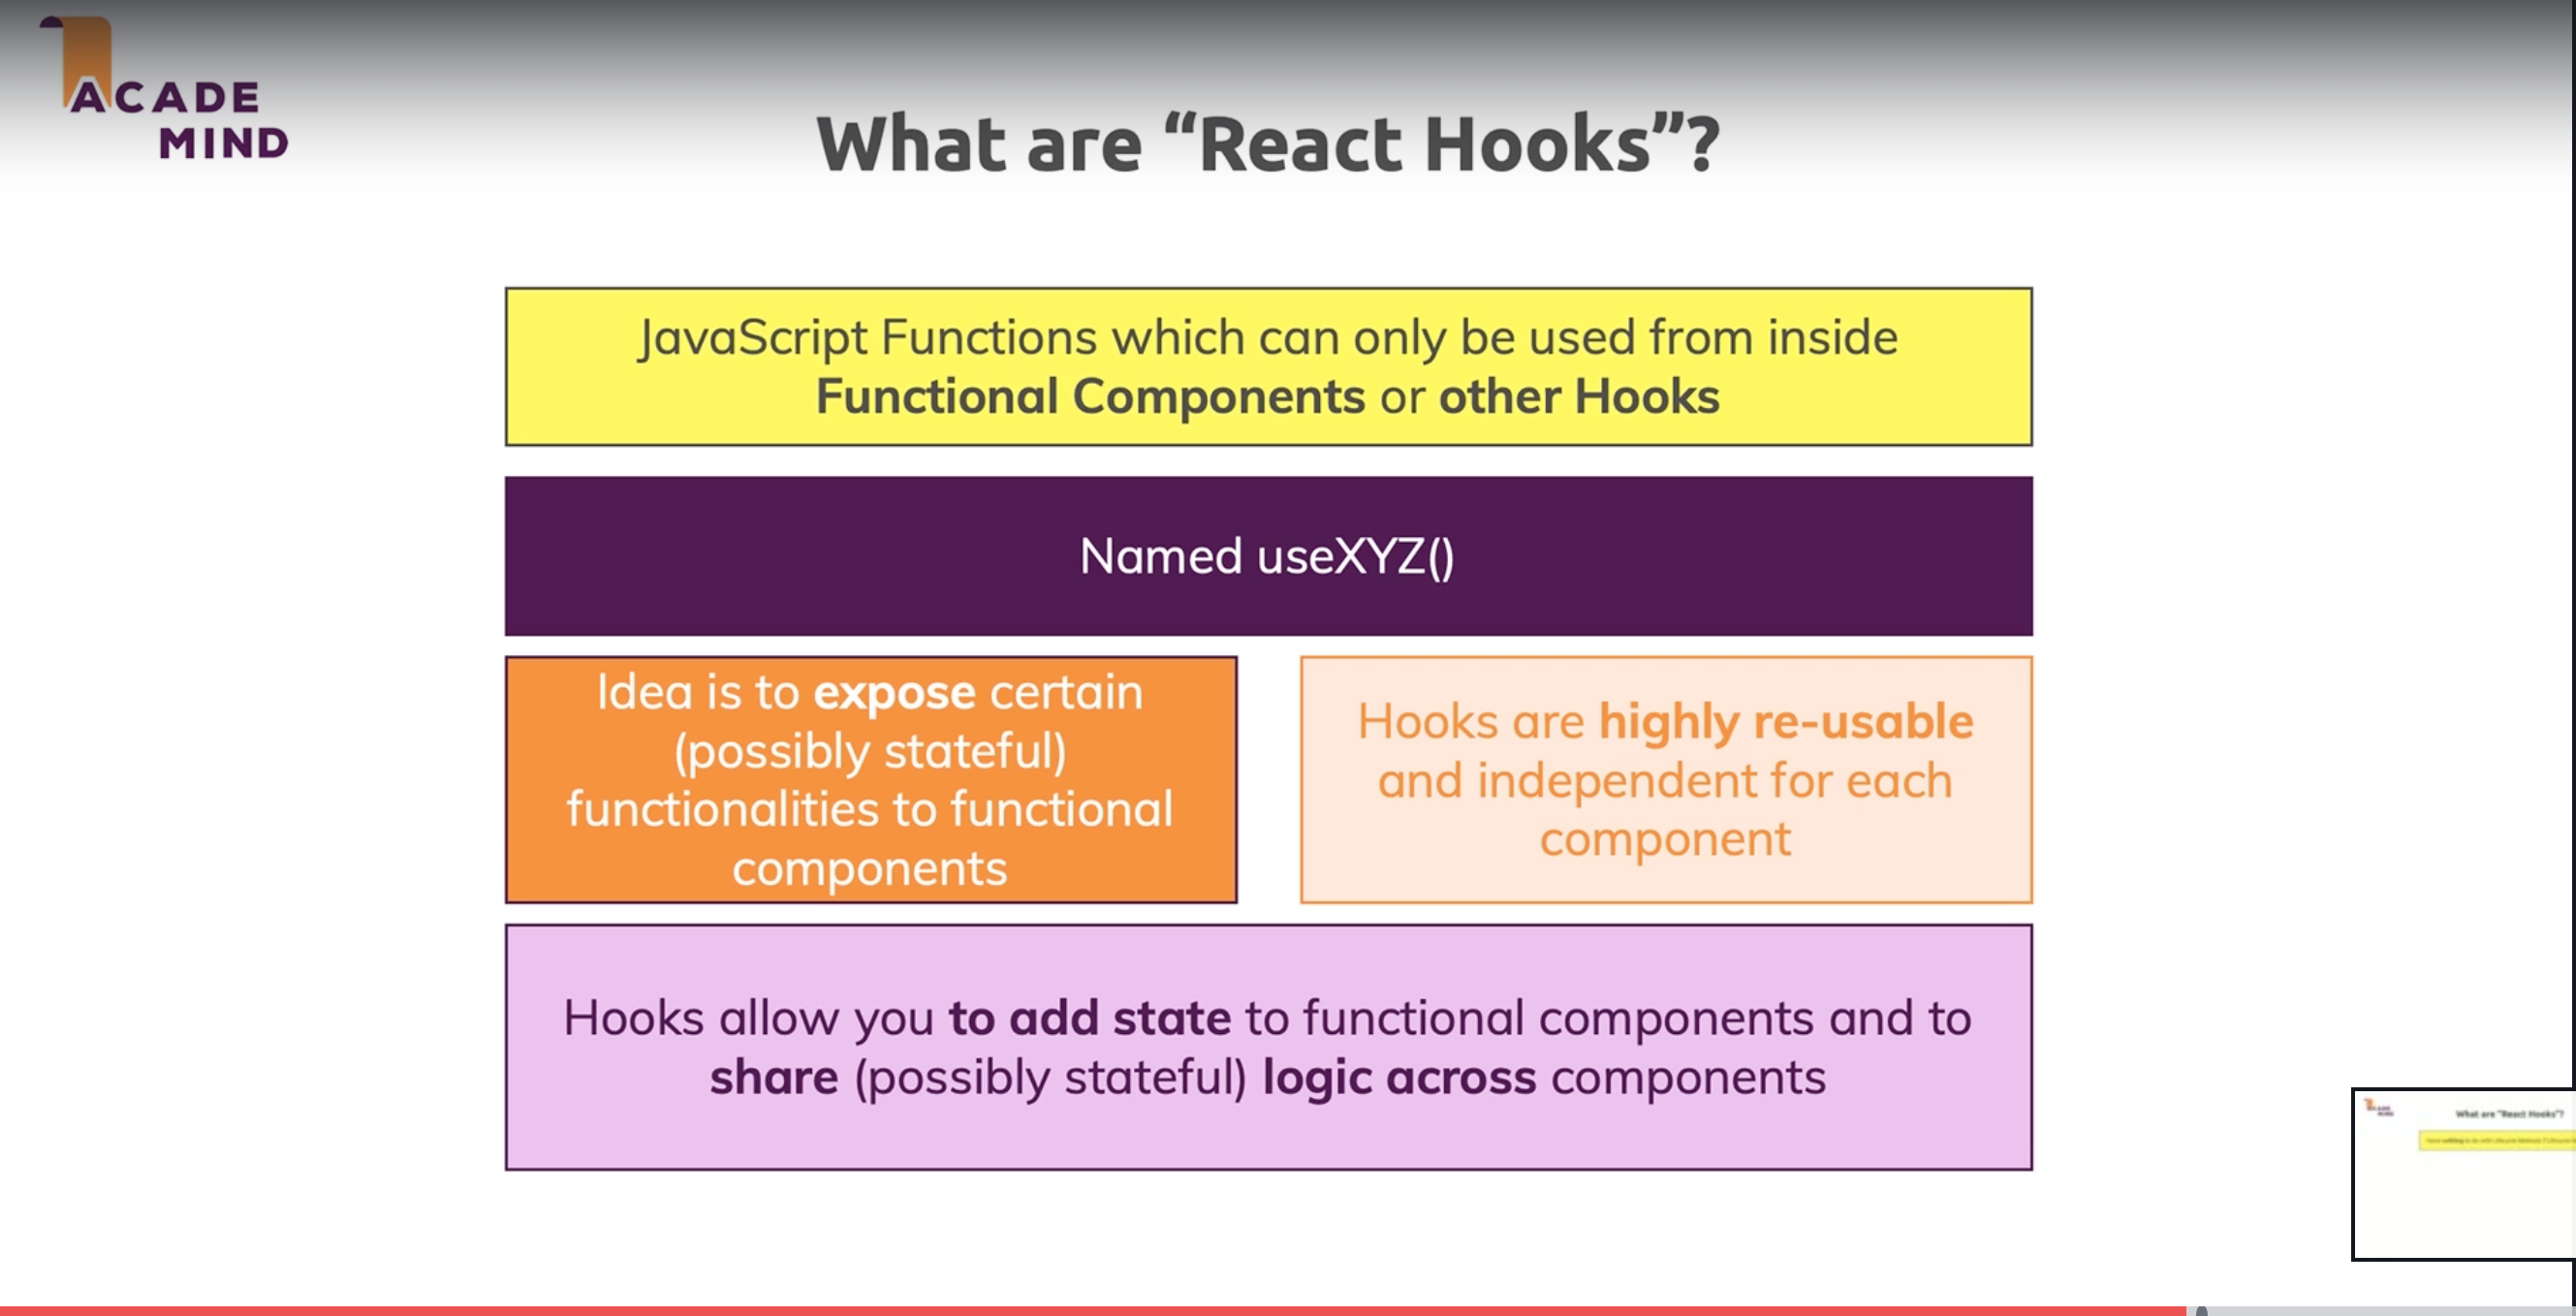 ACADE
MIND
What are “React Hooks”?
JavaScript Functions which can only be used from inside
Functional Components or other Hooks
Named useXYZ()
Idea is to expose certain
(possibly stateful)
functionalities to functional
components
Hooks are highly re-usable
and independent for each
component
Hooks allow you to add state to functional components and to
share (possibly stateful) logic across components
What are "React Hooks"?